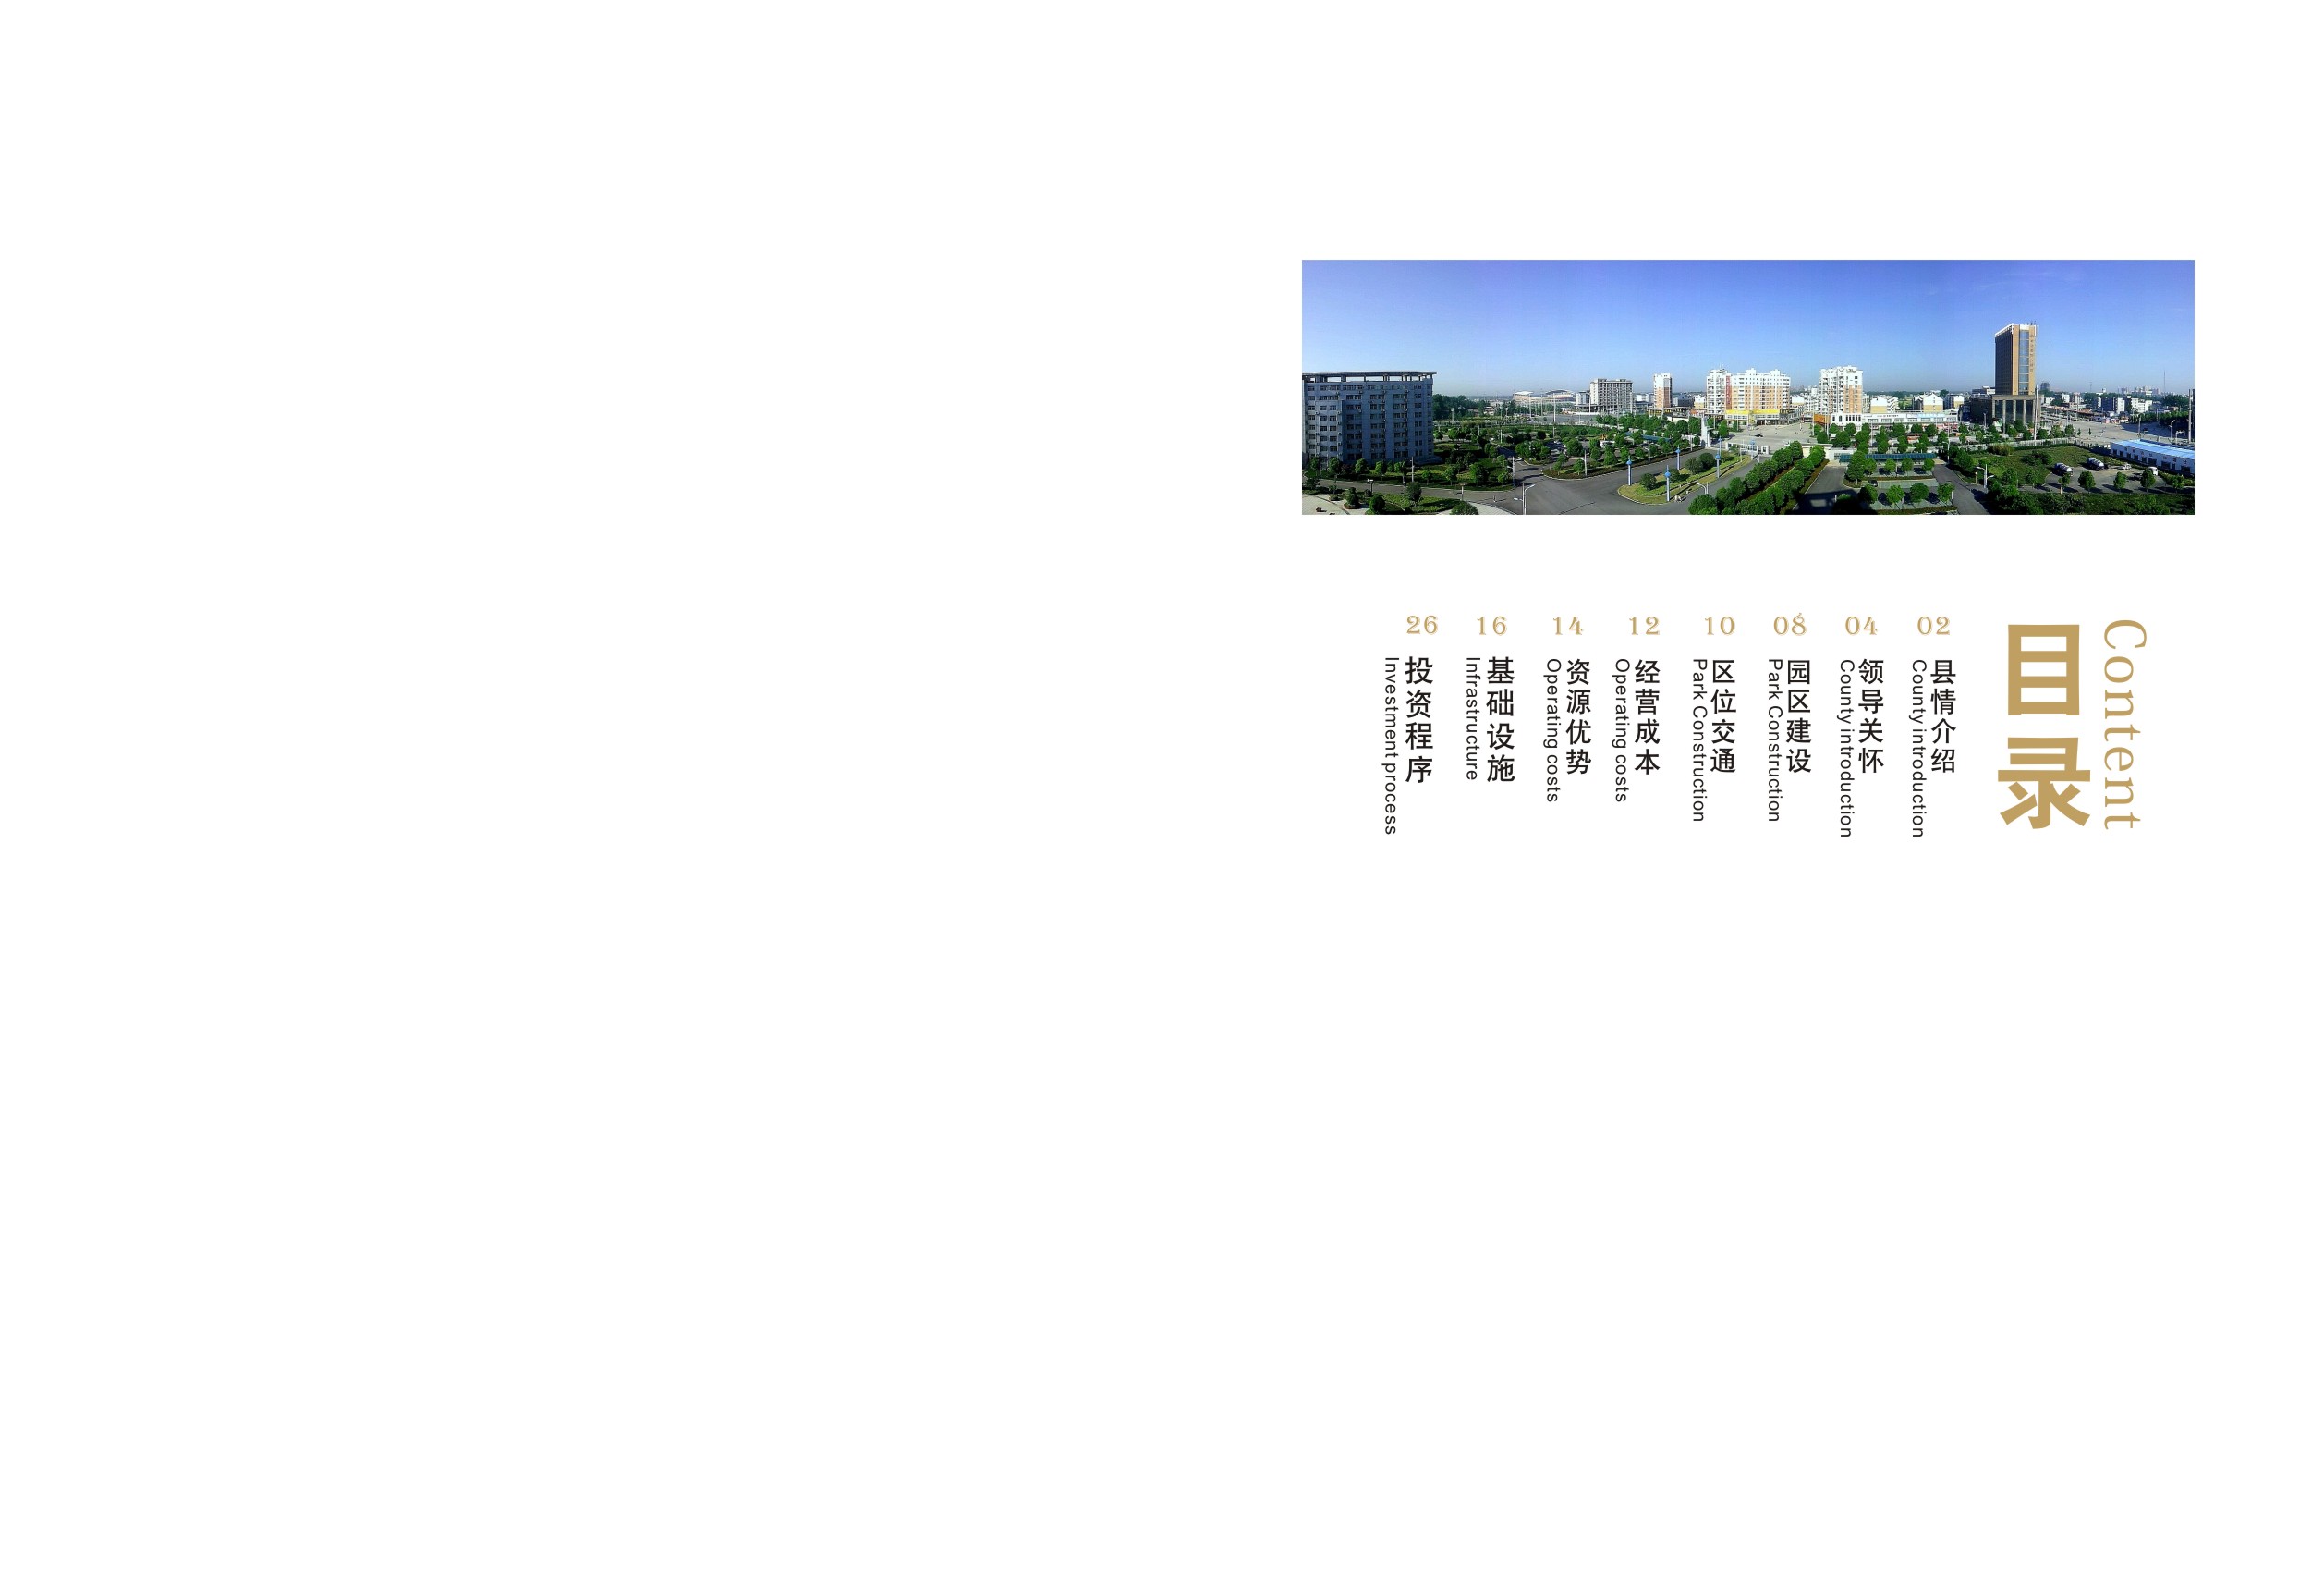 Content
目录
02
县情介绍
County introduction
04
领导关怀
County introduction
08
园区建设
Park Construction
10
区位交通
Park Construction
12
经营成本
Operating costs
14
资源优势
Operating costs
16
基础设施
Infrastructure
26
投资程序
Investment process